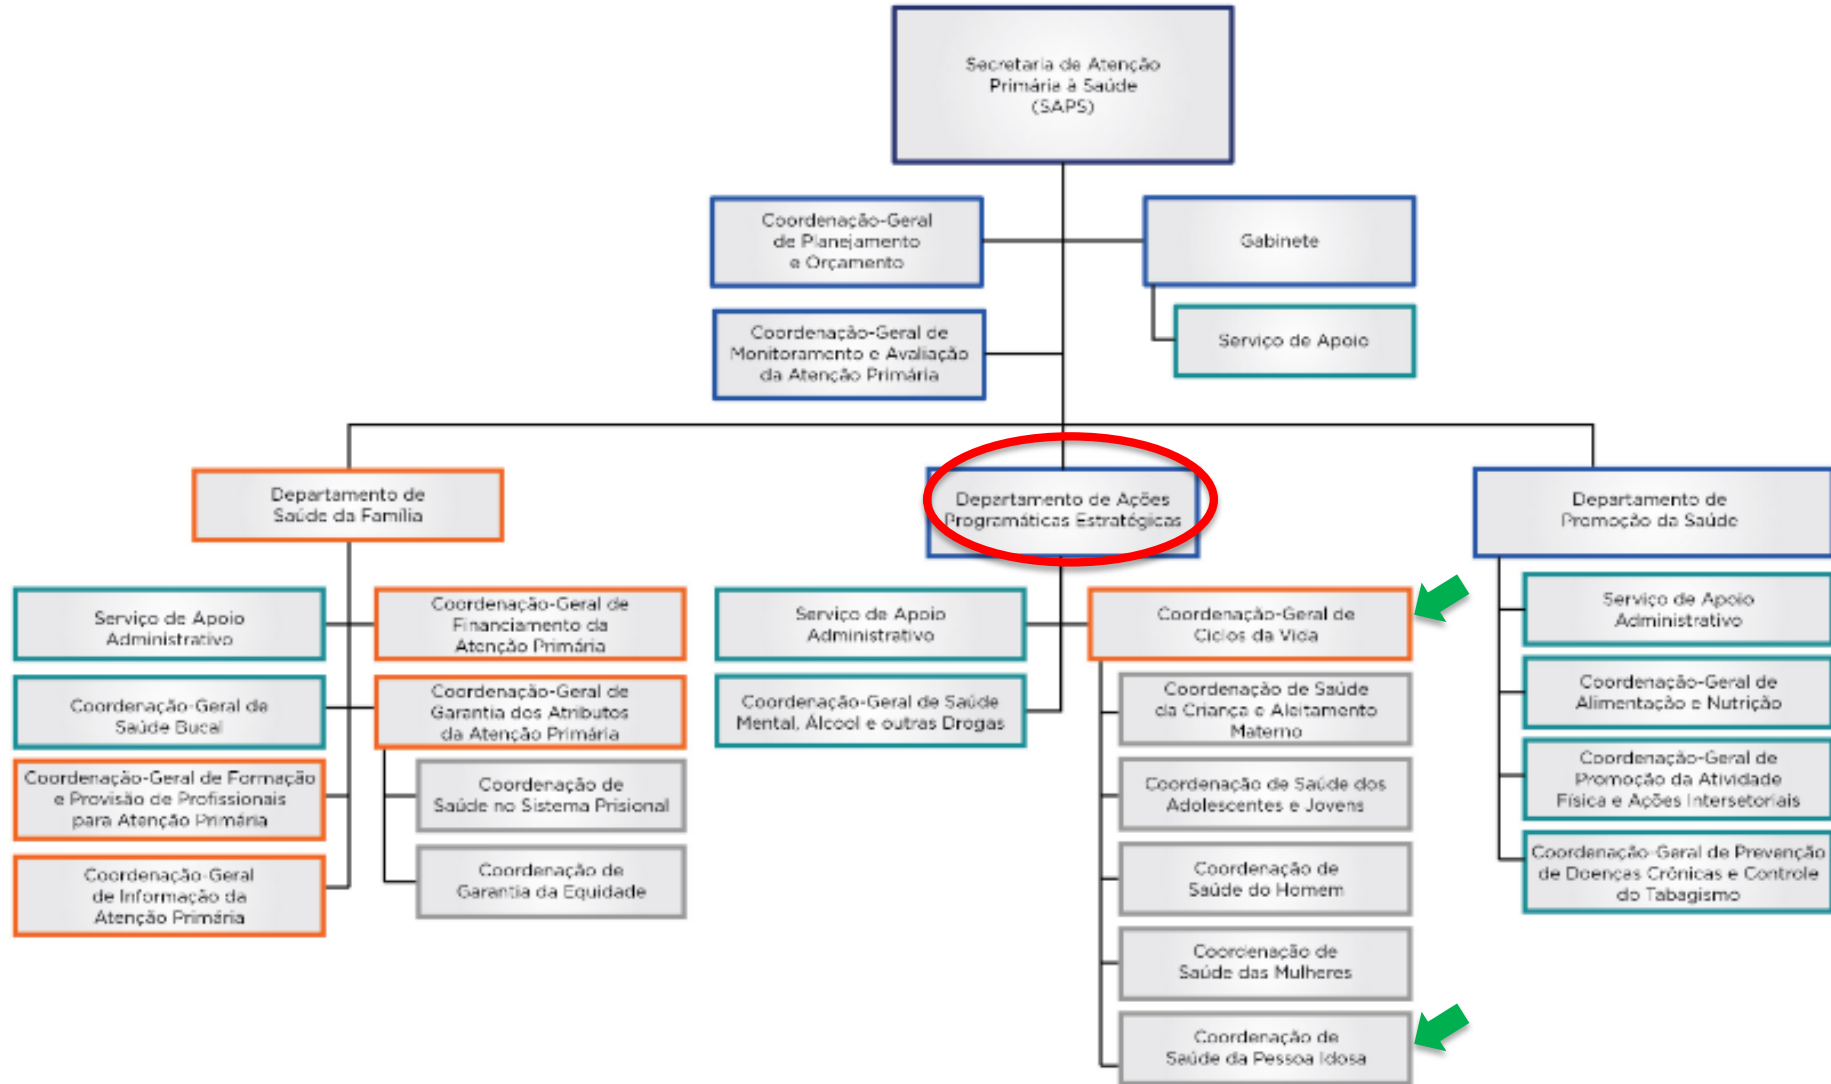 Secretaria de Atenção
Primária à Saúde
(SAPS)
Coordenação-Geral
de Planejamento
e Orçamento
Gabinete
Coordenação-Geral de
Monitoramento e Avaliação
da Atenção Primária
Serviço de Apoio
Departamento de
Saúde da Família
Serviço de Apoio
Administrativo
Coordenação-Geral de
Financiamento da
Atenção Primária
Coordenação-Geral de
Saúde Bucal
Coordenação-Geral de
Garantia dos Atributos
da Atenção Primária
Coordenação-Geral de Formação
e Provisão de Profissionais
para Atenção Primária
Coordenação de
Saúde no Sistema Prisional
Coordenação-Geral
de Informação da
Atenção Primária
Coordenação de
Garantia da Equidade
Departamento de Ações
Programáticas Estratégicas
Serviço de Apoio
Administrativo
Coordenação-Geral de
Ciclos da Vida
Coordenação-Geral de Saúde
Mental, Álcool e outras Drogas
Coordenação de Saúde
da Criança e Aleitamento
Materno
Coordenação de Saúde dos
Adolescentes e Jovens
Coordenação de
Saúde do Homem
Coordenação de
Saúde das Mulheres
Coordenação de
Saúde da Pessoa Idosa
Departamento de
Promoção da Saúde
Serviço de Apoio
Administrativo
Coordenação-Geral de
Alimentação e Nutrição
Coordenação-Geral de
Promoção da Atividade
Física e Ações Intersetoriais
Coordenação-Geral de Prevenção
de Doenças Crônicas e Controle
do Tabagismo